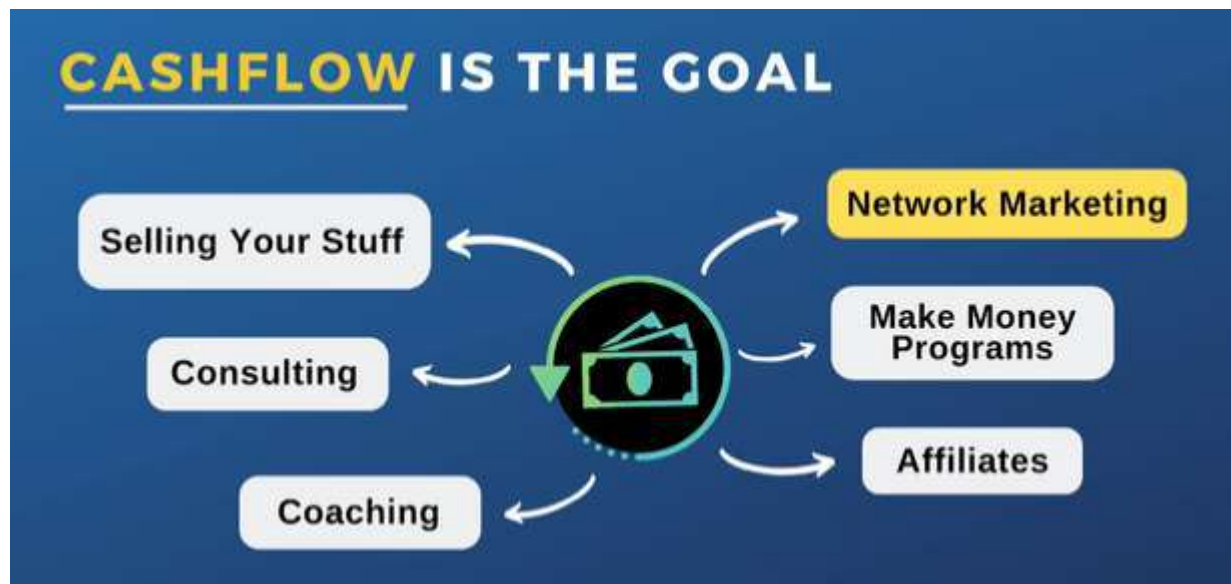 CASHFLOW IS THE GOAL
Selling Your Stuff
Consulting
Coaching
Network Marketing
Make Money
Programs
Affiliates